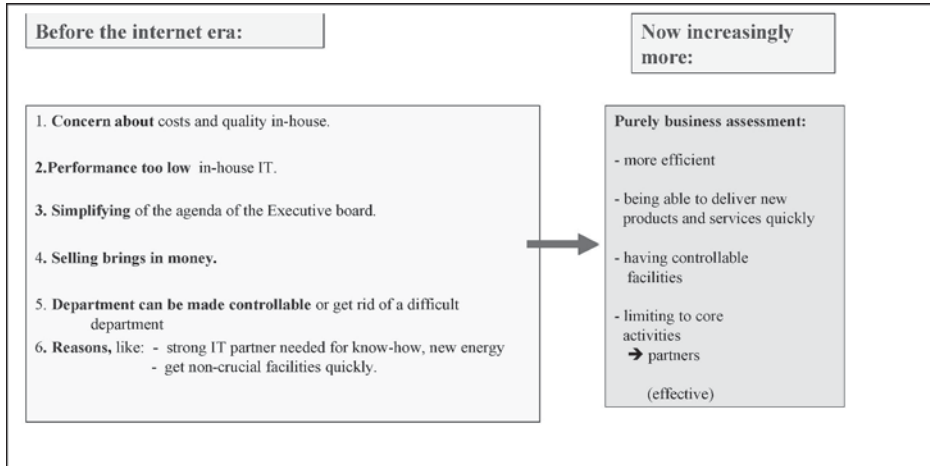 Before the internet era:
Now increasingly
more:
1. Concern about costs and quality in-house.
2.Performance too low in-house IT.
3. Simplifying of the agenda of the Executive board.
4. Selling brings in money.
5. Department can be made controllable or get rid of a difficult
department
6. Reasons, like: - strong IT partner needed for know-how, new energy
- get non-crucial facilities quickly.
Purely business assessment:
- more efficient
- being able to deliver new
products and services quickly
- having controllable
facilities
- limiting to core
activities
➔ partners
(effective)